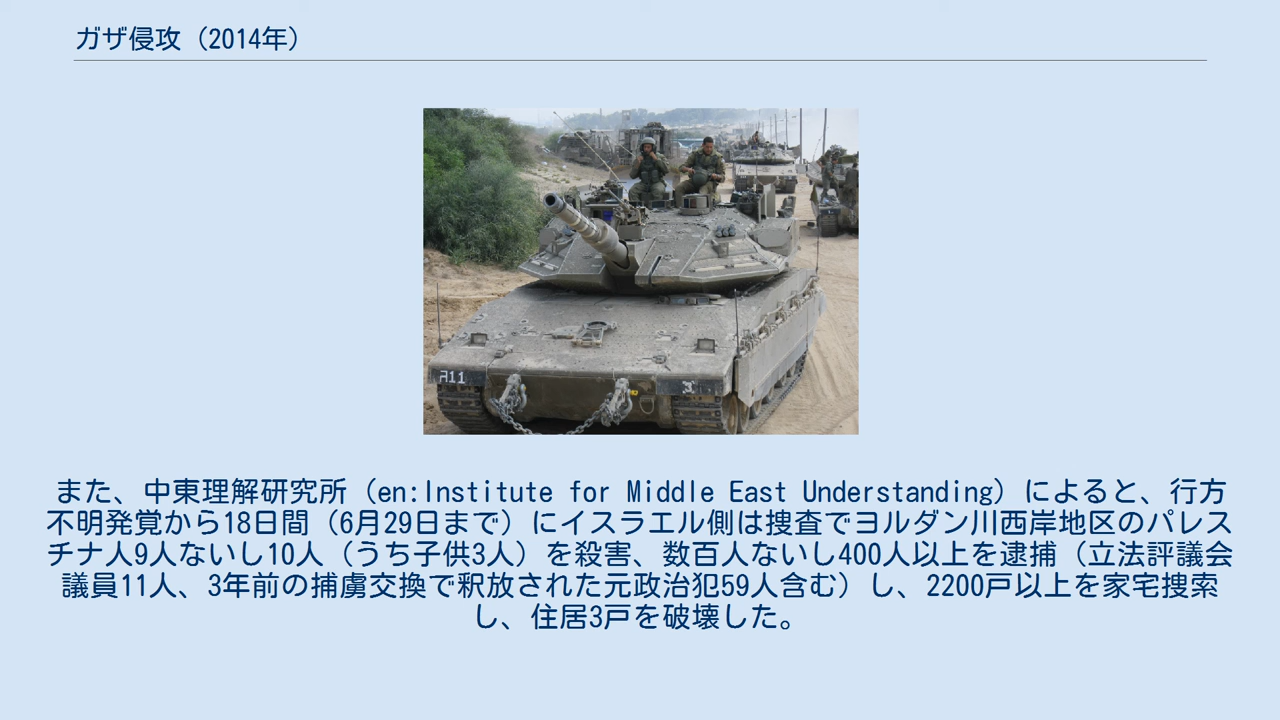 ガザ侵攻（2014年）
A11
3
また、中東理解研究所（en:Institute for Middle East Understanding）によると、行方
不明発覚から18日間（6月29日まで）にイスラエル側は捜査でヨルダン川西岸地区のパレス
チナ人9人ないし10人（うち子供3人）を殺害、数百人ないし400人以上を逮捕（立法評議会
議員11人、3年前の捕虜交換で釈放された元政治犯59人含む）し、2200戸以上を家宅捜索
し、住居3戸を破壊した。